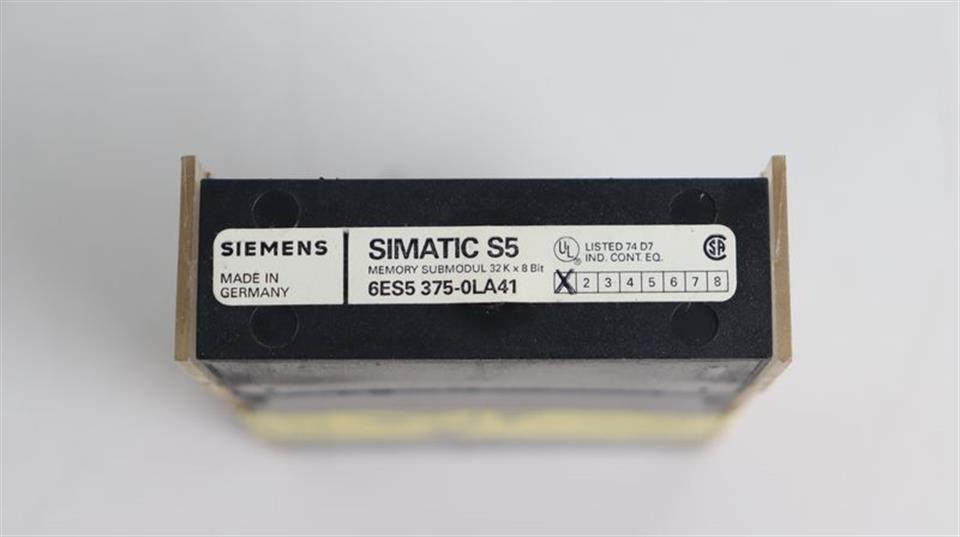 SIEMENS
MADE IN
GERMANY
SIMATIC S5
MEMORY SUBMODUL 32 K x 8 Bit
6ES5 375-0LA41
UL
LISTED 74 D7
IND. CONT. EQ.
SA
X 2 3 4 5 6 7 8